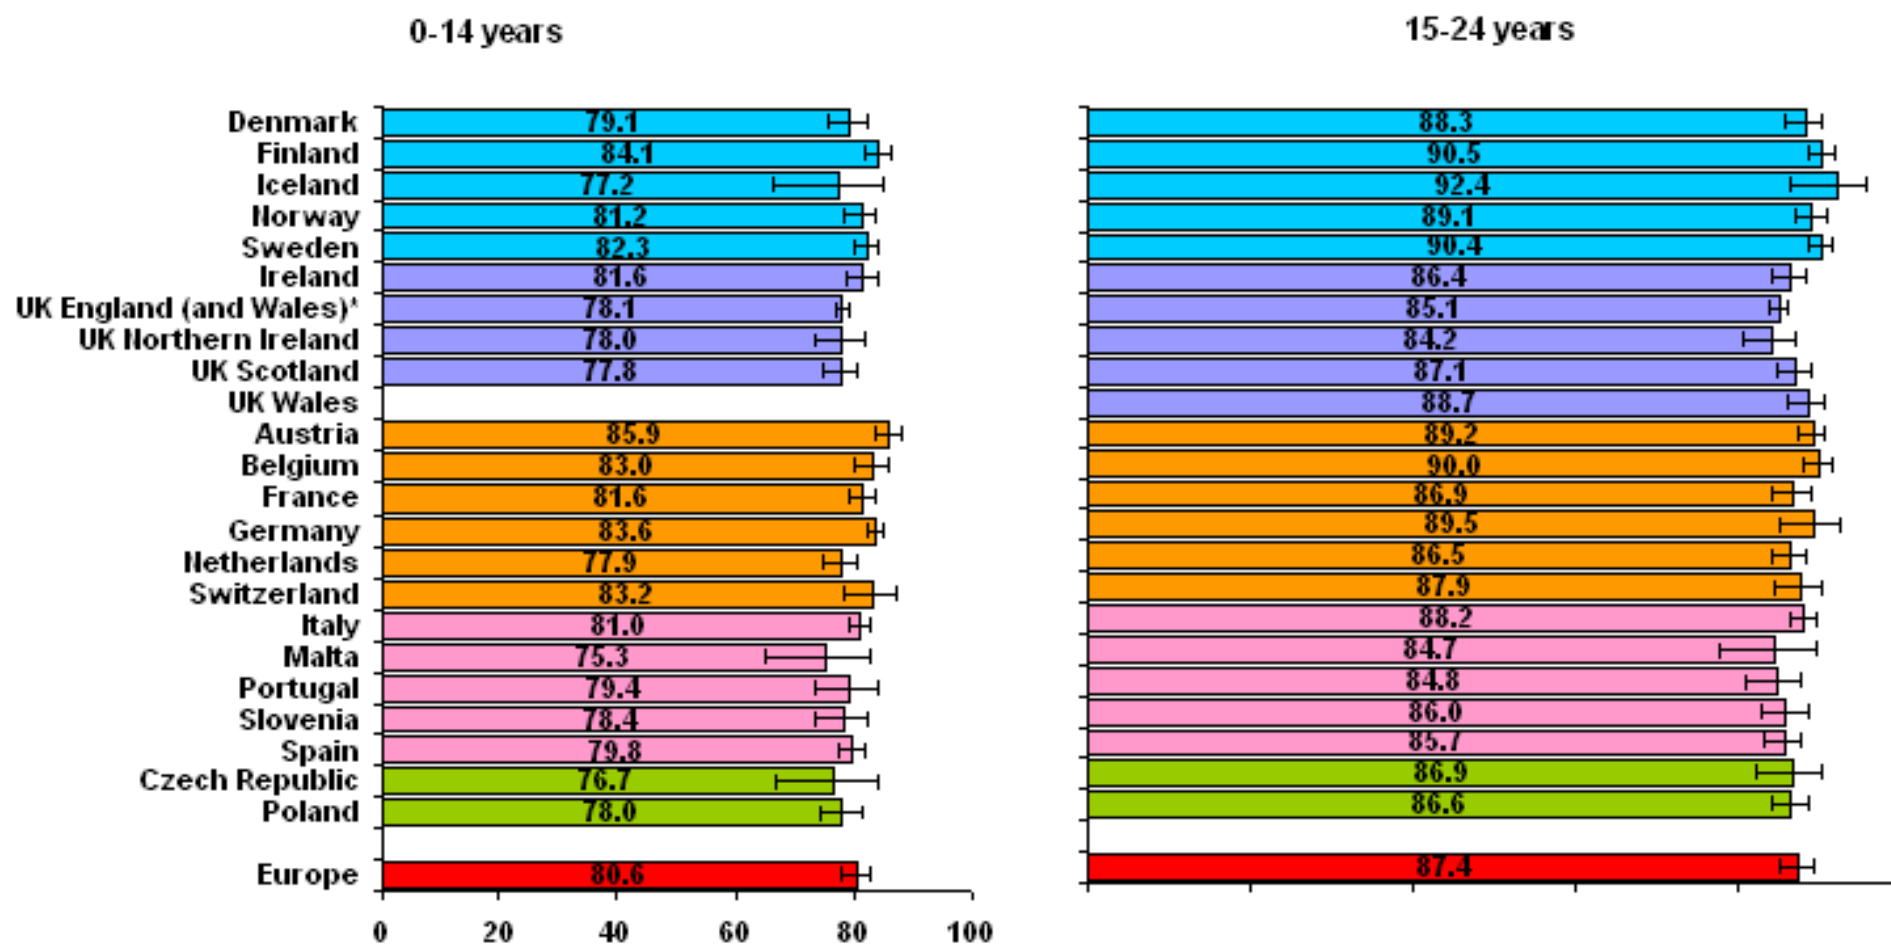 0-14 years 15-24 years
Denmark 79.1 88.3
Finland 84.1 90.5
Iceland 77.2 92.4
Norway 81.2 89.1
Sweden 82.3 90.4
Ireland 81.6 86.4
UK England (and Wales)* 78.1 85.1
UK Northern Ireland 78.0 84.2
UK Scotland 77.8 87.1
UK Wales 88.7
Austria 85.9 89.2
Belgium 83.0 90.0
France 81.6 86.9
Germany 83.6 89.5
Netherlands 77.9 86.5
Switzerland 83.2 87.9
Italy 81.0 88.2
Malta 75.3 84.7
Portugal 79.4 84.8
Slovenia 78.4 86.0
Spain 79.8 85.7
Czech Republic 76.7 86.9
Poland 78.0 86.6
Europe 80.6 87.4
0 20 40 60 80 100